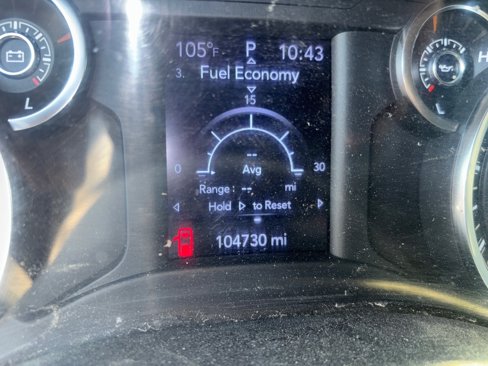 105°F P 10:43
3. Fuel Economy
15
0 -- 30
Avg
Range: -- mi
Hold to Reset
104730 mi
L
H